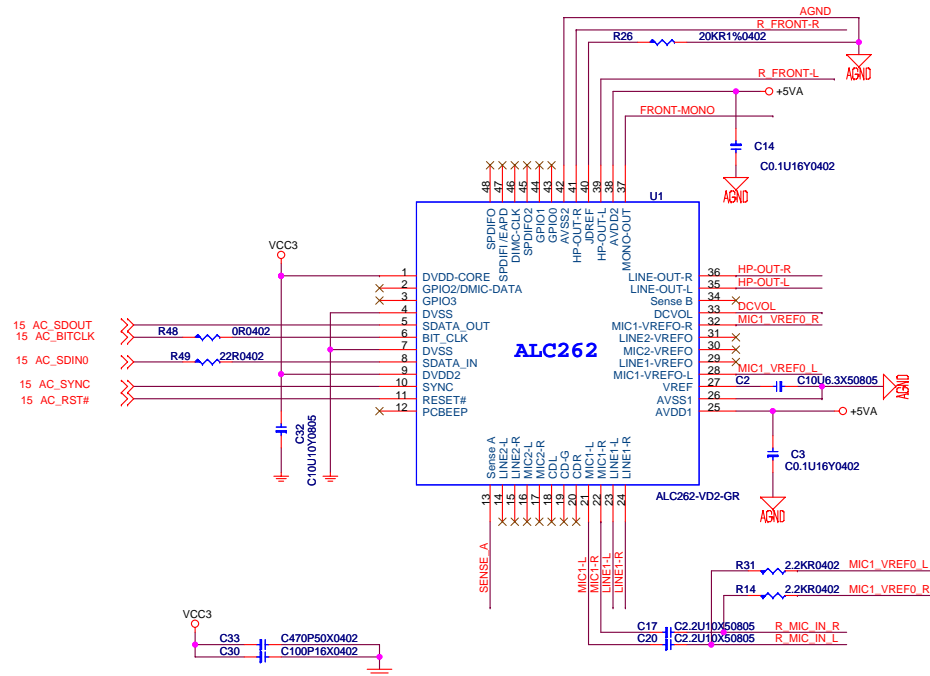 AGND
R_FRONT-R
R26 20KR1%0402
AGND
R_FRONT-L
+5VA
FRONT-MONO
C14
C0.1U16Y0402
AGND
48 47 46 45 44 43 42 41 40 39 38 37
U1
SPDIFO
SPDIFI /EAPD
DIMC-CLK
SPDIFO2
GPIO1
GPIO0
AVSS2
HP-OUT-R
JDREF
HP-OUT-L
AVDD2
MONO-OUT
VCC3
1 DVDD-CORE
2 GPIO2/DMIC-DATA
3 GPIO3
4 DVSS
15 AC_SDOUT 5 SDATA_OUT
15 AC_BITCLK R48 0R0402 6 BIT_CLK
7 DVSS
15 AC_SDIN0 R49 22R0402 8 SDATA_IN
9 DVDD2
15 AC_SYNC 10 SYNC
15 AC_RST# 11 RESET#
12 PCBEEP
C32
C10U10Y0805
ALC262
LINE-OUT-R 36 HP-OUT-R
LINE-OUT-L 35 HP-OUT-L
Sense B 34
DCVOL 33 DCVOL
MIC1-VREFO-R 32 MIC1_VREF0_R
LINE2-VREFO 31
MIC2-VREFO 30
LINE1-VREFO 29
MIC1-VREFO-L 28 MIC1_VREF0_L
VREF 27 C2 C10U6.3X50805 AGND
AVSS1 26
AVDD1 25 +5VA
C3
C0.1U16Y0402
AGND
Sense A
LINE2-L
LINE2-R
MIC2-L
MIC2-R
CDL
CD-G
CDR
MIC1-L
MIC1-R
LINE1-L
LINE1-R
13 14 15 16 17 18 19 20 21 22 23 24
ALC262-VD2-GR
SENSE_A
MIC1-L
MIC1-R
LINE1-L
LINE1-R
R31 2.2KR0402 MIC1_VREF0_L
R14 2.2KR0402 MIC1_VREF0_R
C17 C2.2U10X50805 R_MIC_IN_R
C20 C2.2U10X50805 R_MIC_IN_L
VCC3
C33 C470P50X0402
C30 C100P16X0402